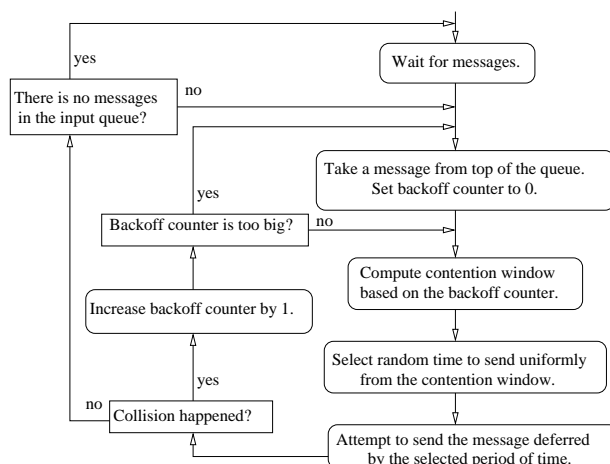 yes
Wait for messages.
There is no messages
in the input queue?
no
Take a message from top of the queue.
Set backoff counter to 0.
yes
Backoff counter is too big?
no
Compute contention window
based on the backoff counter.
Increase backoff counter by 1.
Select random time to send uniformly
from the contention window.
yes
no
Collision happened?
Attempt to send the message deferred
by the selected period of time.